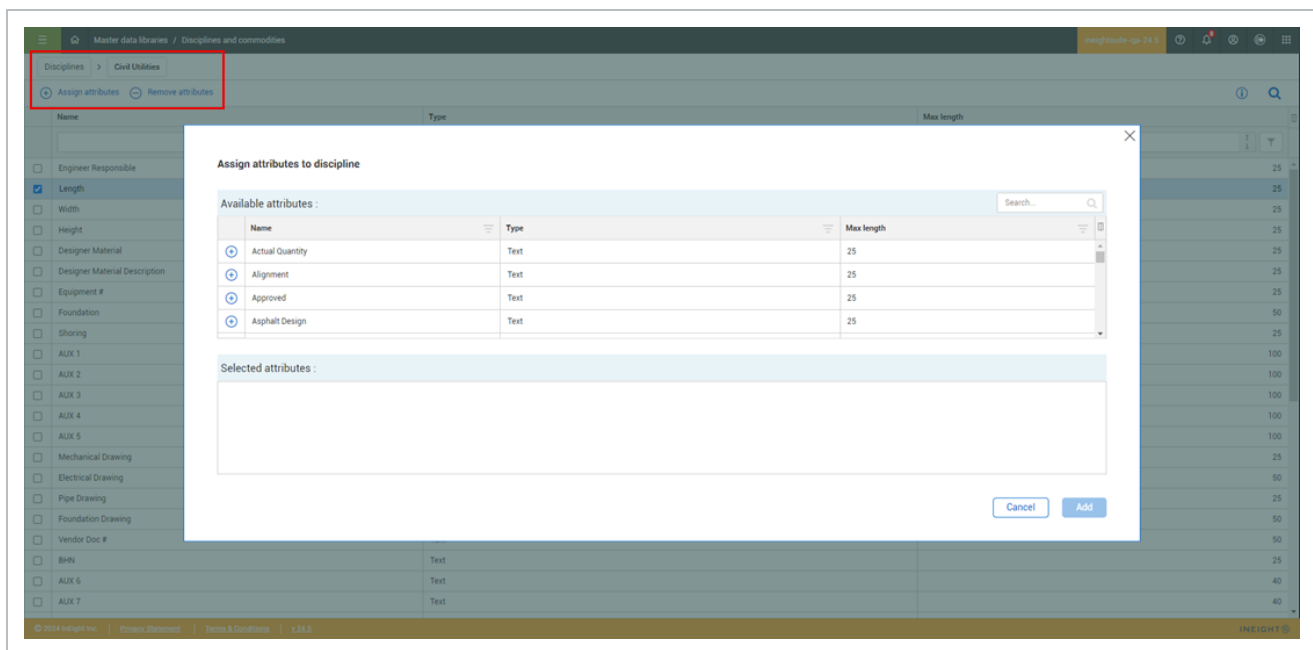 Master data libraries / Disciplines and commodities
ineightsuite-qa-24.5
Disciplines > Civil Utilities
Assign attributes Remove attributes
Name Type Max length
Engineer Responsible 25
Length 25
Width 25
Height 25
Designer Material 25
Designer Material Description 25
Equipment # 25
Foundation 50
Shoring 25
AUX 1 100
AUX 2 100
AUX 3 100
AUX 4 100
AUX 5 100
Mechanical Drawing 25
Electrical Drawing 50
Pipe Drawing 25
Foundation Drawing 50
Vendor Doc # 50
BHN Text 25
AUX 6 Text 40
AUX 7 Text 40
Assign attributes to discipline
Available attributes :
Search...
Name Type Max length
Actual Quantity Text 25
Alignment Text 25
Approved Text 25
Asphalt Design Text 25
Selected attributes :
Cancel Add
© 2024 InEight Inc. | Privacy Statement | Terms & Conditions | v 24.5
INEIGHT